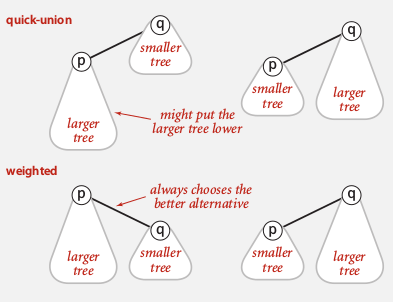 quick-union
q
smaller
tree
p
larger
tree
might put the
larger tree lower
q
p
smaller
tree
larger
tree
weighted
p
larger
tree
always chooses the
better alternative
q
smaller
tree
q
p
smaller
tree
larger
tree